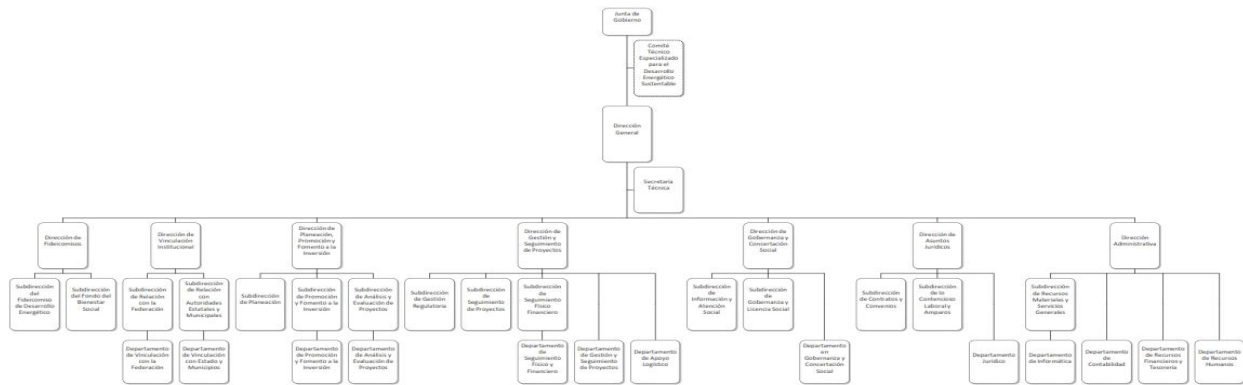 Junta de
Gobierno
Comité
Técnico
Especializado
para el
Desarrollo
Energético
Sustentable
Dirección
General
Secretaría
Técnica
Dirección de
Fideicomisos
Dirección de
Vinculación
Institucional
Dirección de
Planeación,
Promoción y
Fomento a la
Inversión
Dirección de
Gestión y
Seguimiento
de Proyectos
Dirección de
Gobernanza y
Concertación
Social
Dirección de
Asuntos
Jurídicos
Dirección
Administrativa
Subdirección
del
Fideicomiso
de Desarrollo
Energético
Subdirección
del Fondo del
Bienestar
Social
Subdirección
de Relación
con la
Federación
Subdirección
de Relación
con
Autoridades
Estatales y
Municipales
Subdirección
de Planeación
Subdirección
de Promoción
y Fomento a la
Inversión
Subdirección
de Análisis y
Evaluación de
Proyectos
Subdirección
de Gestión
Regulatoria
Subdirección
de
Seguimiento
de Proyectos
Subdirección
de
Seguimiento
Físico
Financiero
Subdirección
de
Información y
Atención
Social
Subdirección
de
Gobernanza y
Licencia Social
Subdirección
de Contratos y
Convenios
Subdirección
de lo
Contencioso
Laboral y
Amparos
Subdirección
de Recursos
Materiales y
Servicios
Generales
Departamento
de Vinculación
con la
Federación
Departamento
de Vinculación
con Estado y
Municipios
Departamento
de Promoción
y Fomento a la
Inversión
Departamento
de Análisis y
Evaluación de
Proyectos
Departamento
de
Seguimiento
Físico y
Financiero
Departamento
de Gestión y
Seguimiento
de Proyectos
Departamento
de Apoyo
Logístico
Departamento
en
Gobernanza y
Concertación
Social
Departamento
Jurídico
Departamento
de Informática
Departamento
de
Contabilidad
Departamento
de Recursos
Financieros y
Tesorería
Departamento
de Recursos
Humanos